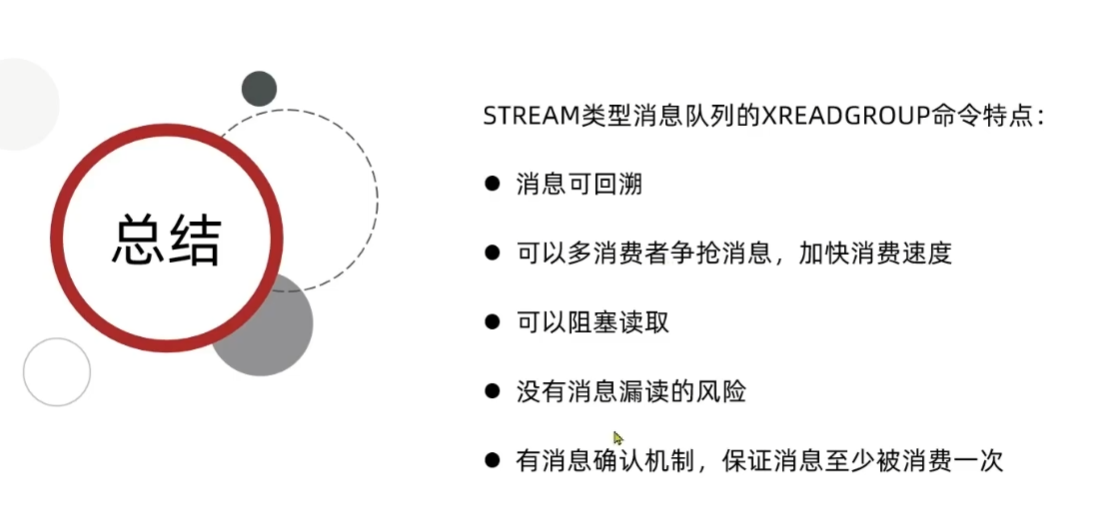 总结
STREAM类型消息队列的XREADGROUP命令特点：
● 消息可回溯
● 可以多消费者争抢消息，加快消费速度
● 可以阻塞读取
● 没有消息漏读的风险
● 有消息确认机制，保证消息至少被消费一次